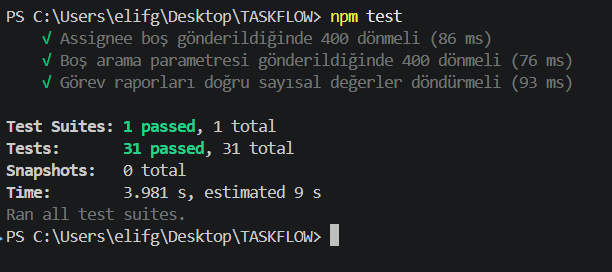 PS C:\Users\elifg\Desktop\TASKFLOW> npm test
√ Assignee boş gönderildiğinde 400 dönmeli (86 ms)
√ Boş arama parametresi gönderildiğinde 400 dönmeli (76 ms)
√ Görev raporları doğru sayısal değerler döndürmeli (93 ms)
Test Suites: 1 passed, 1 total
Tests: 31 passed, 31 total
Snapshots: 0 total
Time: 3.981 s, estimated 9 s
Ran all test suites.
PS C:\Users\elifg\Desktop\TASKFLOW>